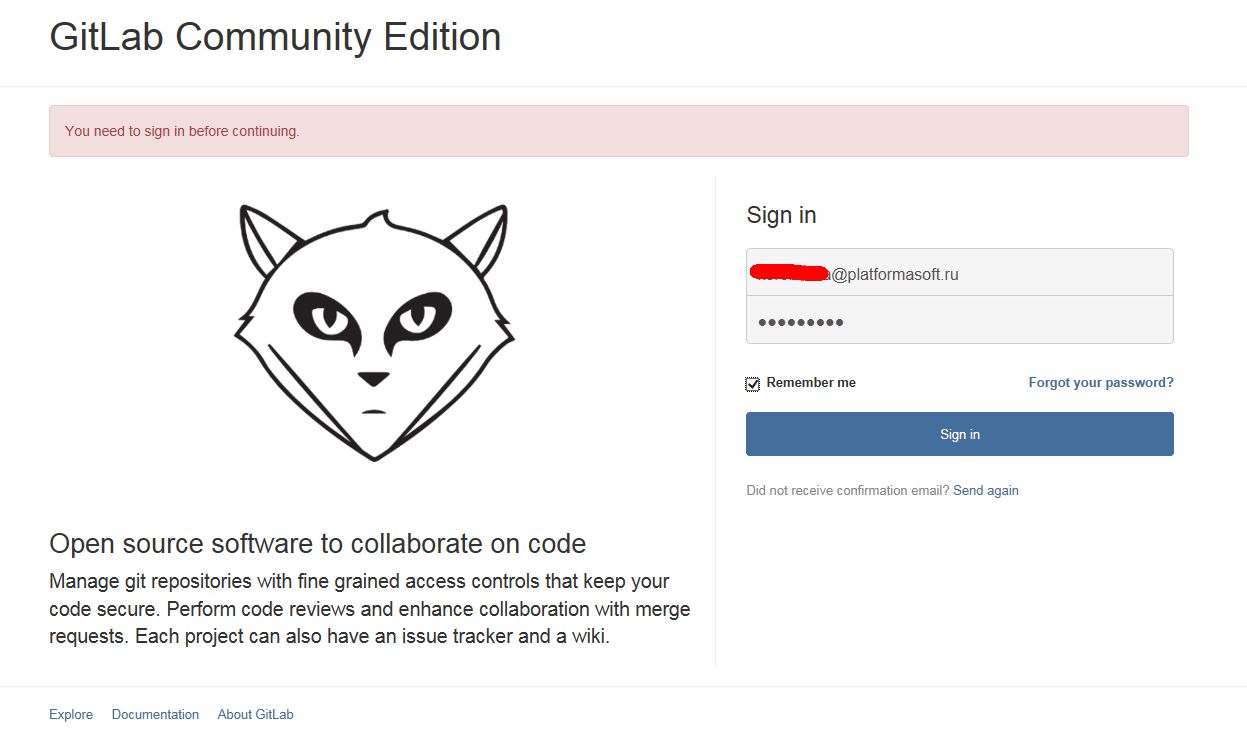 GitLab Community Edition
You need to sign in before continuing.
Sign in
a@platformasoft.ru
●●●●●●●●●
Remember me
Forgot your password?
Sign in
Did not receive confirmation email? Send again
Open source software to collaborate on code
Manage git repositories with fine grained access controls that keep your
code secure. Perform code reviews and enhance collaboration with merge
requests. Each project can also have an issue tracker and a wiki.
Explore Documentation About GitLab